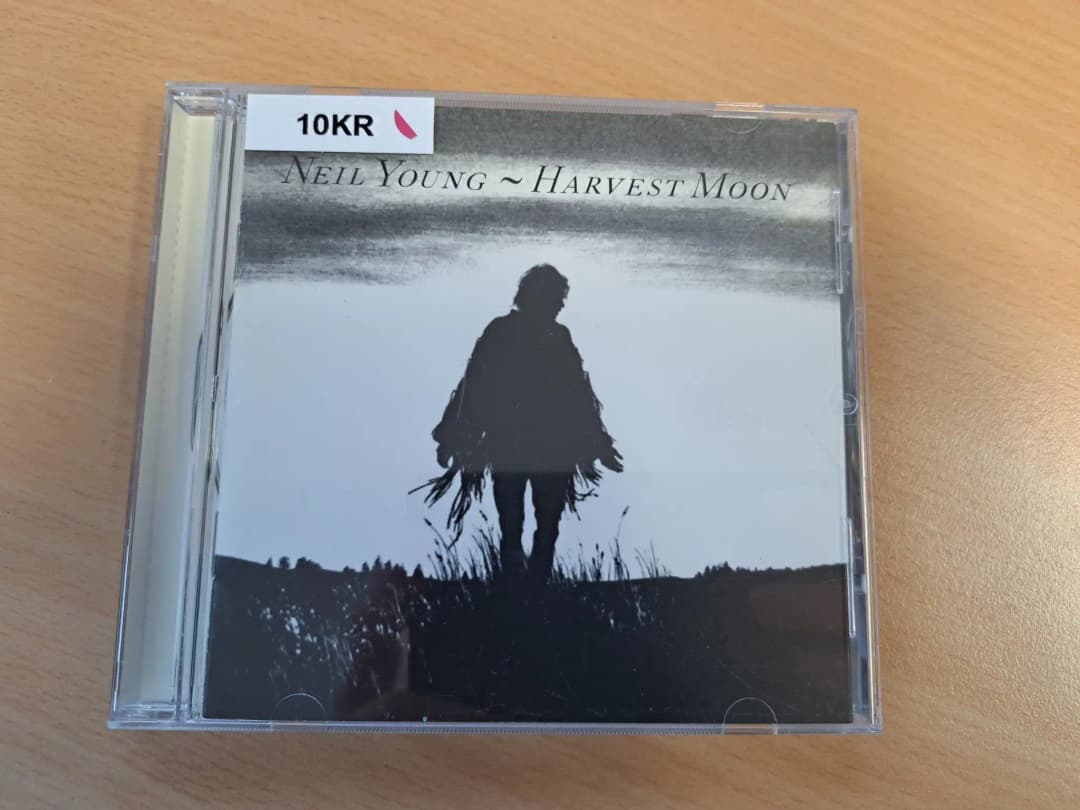 10KR
NEIL YOUNG ~ HARVEST MOON